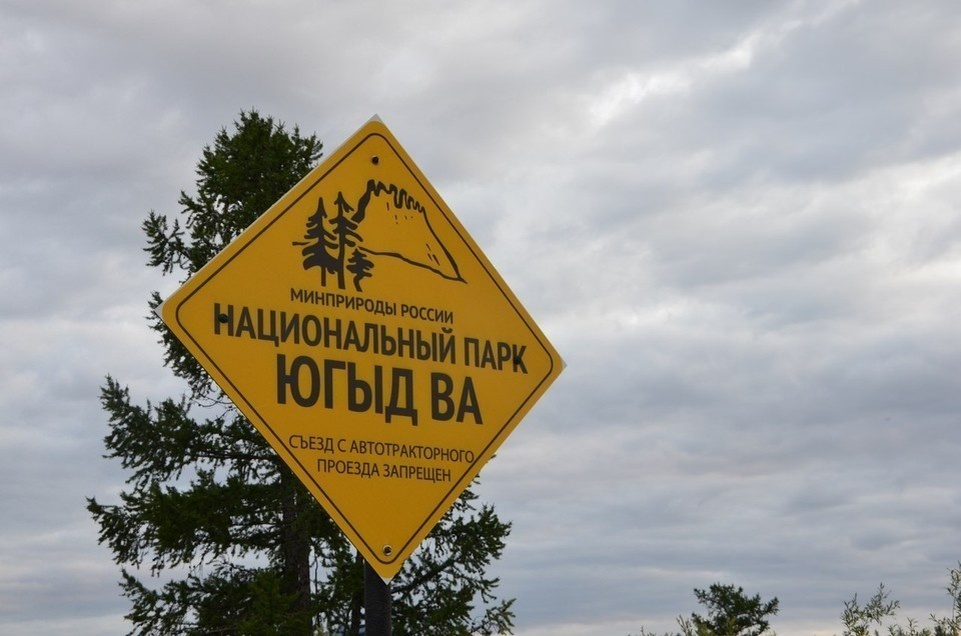 МИНПРИРОДЫ РОССИИ
НАЦИОНАЛЬНЫЙ ПАРК
ЮГЫД ВА
СЪЕЗД С АВТОТРАКТОРНОГО
ПРОЕЗДА ЗАПРЕЩЕН